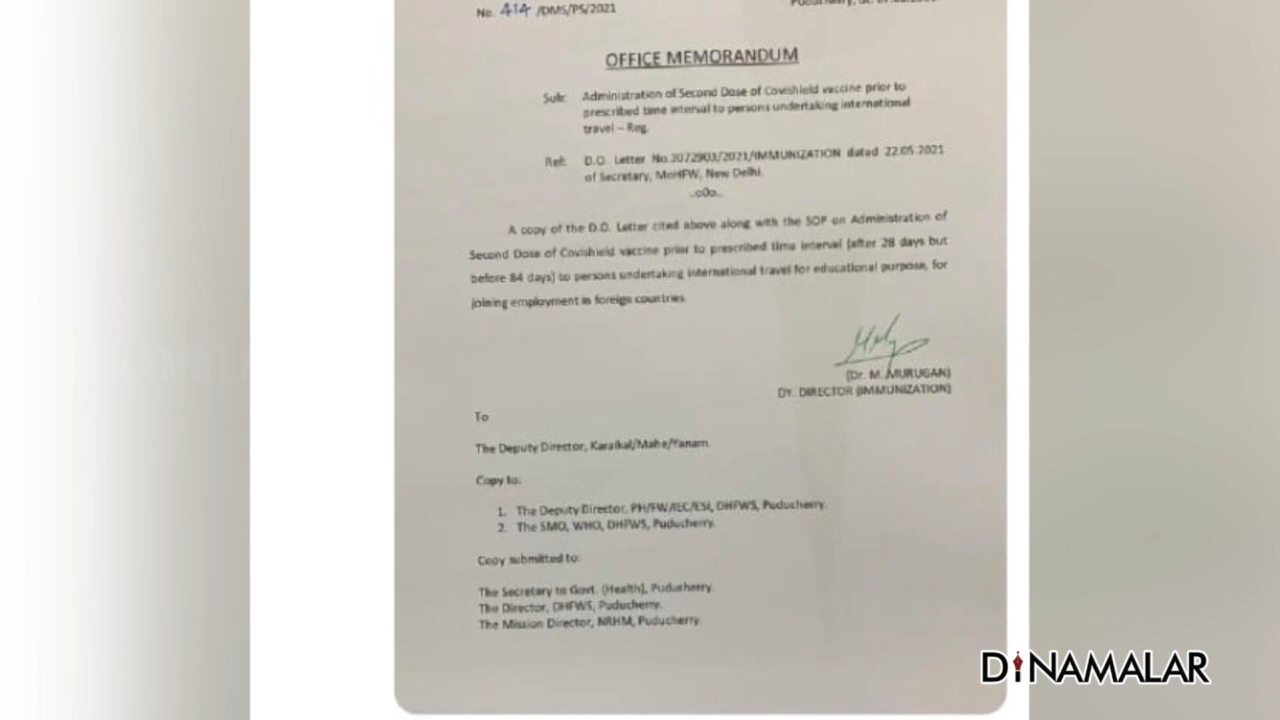 No. 414 /DMS/PS/2021
Puducherry, dt.
OFFICE MEMORANDUM
Sub: Administration of Second Dose of Covishield vaccine prior to
prescribed time interval to persons undertaking international
travel – Reg.
Ref: D.O. Letter No.2072903/2021/IMMUNIZATION dated 22.05.2021
of Secretary, MoHFW, New Delhi.
..o0o..
A copy of the D.O. Letter cited above along with the SOP on Administration of
Second Dose of Covishield vaccine prior to prescribed time interval (after 28 days but
before 84 days) to persons undertaking international travel for educational purpose, for
joining employment in foreign countries.
(Dr. M. MURUGAN)
DY. DIRECTOR (IMMUNIZATION)
To
The Deputy Director, Karaikal/Mahe/Yanam.
Copy to:
1. The Deputy Director, PH/FW/IEC/ESI, DHFWS, Puducherry.
2. The SMO, WHO, DHFWS, Puducherry.
Copy submitted to:
The Secretary to Govt. (Health), Puducherry.
The Director, DHFWS, Puducherry.
The Mission Director, NRHM, Puducherry.
DINAMALAR